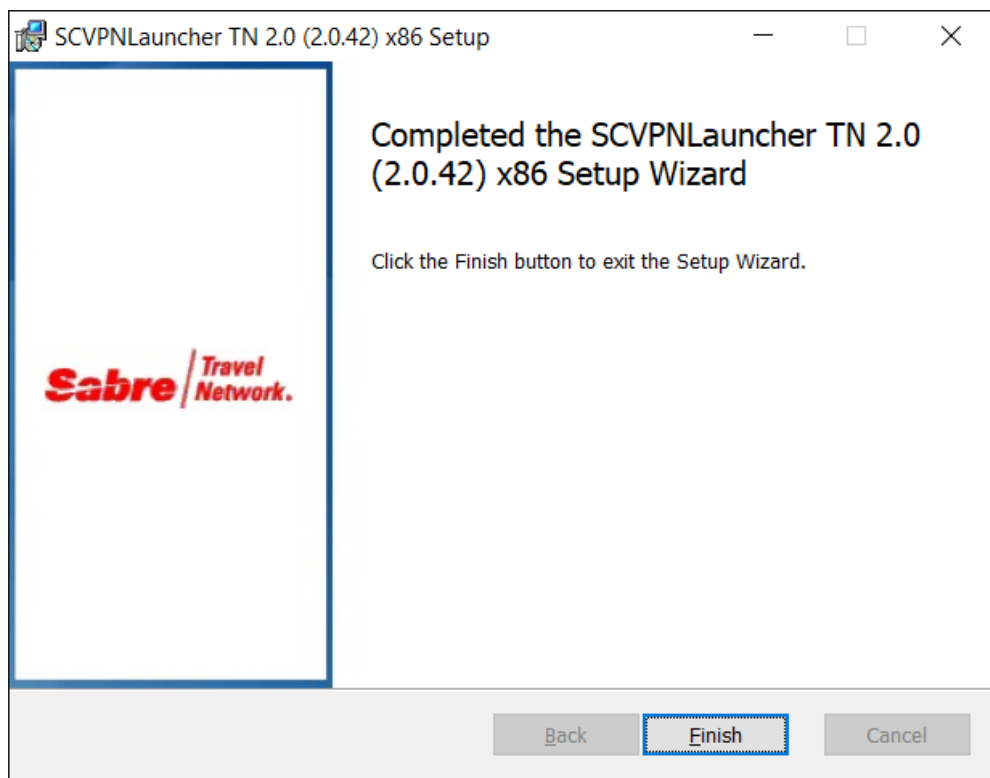 SCVPNLauncher TN 2.0 (2.0.42) x86 Setup
Completed the SCVPNLauncher TN 2.0
(2.0.42) x86 Setup Wizard
Click the Finish button to exit the Setup Wizard.
Sabre Travel
Network.
Back Finish Cancel